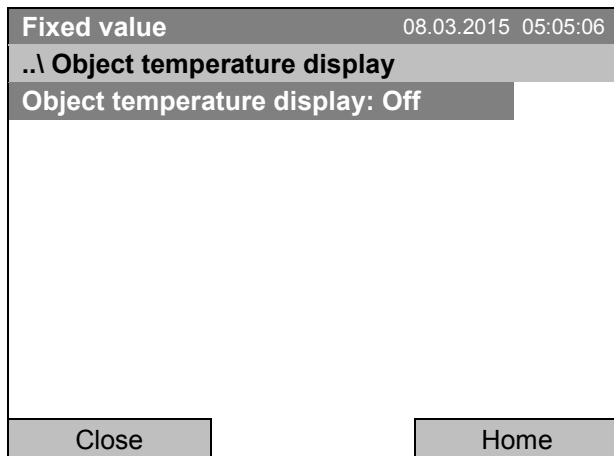 Fixed value 08.03.2015 05:05:06
..\ Object temperature display
Object temperature display: Off
Close Home